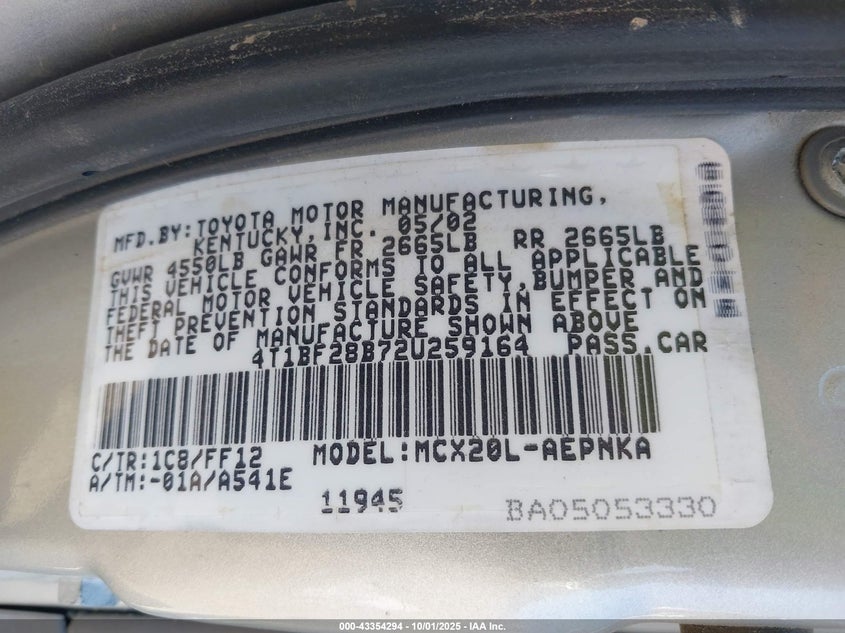 MFD.BY:TOYOTA MOTOR MANUFACTURING,
KENTUCKY,INC. 05/02
GVWR 4550LB GAWR FR 2665LB RR 2665LB
THIS VEHICLE CONFORMS TO ALL APPLICABLE
FEDERAL MOTOR VEHICLE SAFETY,BUMPER AND
THEFT PREVENTION STANDARDS IN EFFECT ON
THE DATE OF MANUFACTURE SHOWN ABOVE
4T1BF28B72U259164 PASS.CAR
C/TR:1C8/FF12 MODEL:MCX20L-AEPNKA
A/TM:-01A/A541E
11945 BA05053330
000-43354294 - 10/01/2025 - IAA Inc.